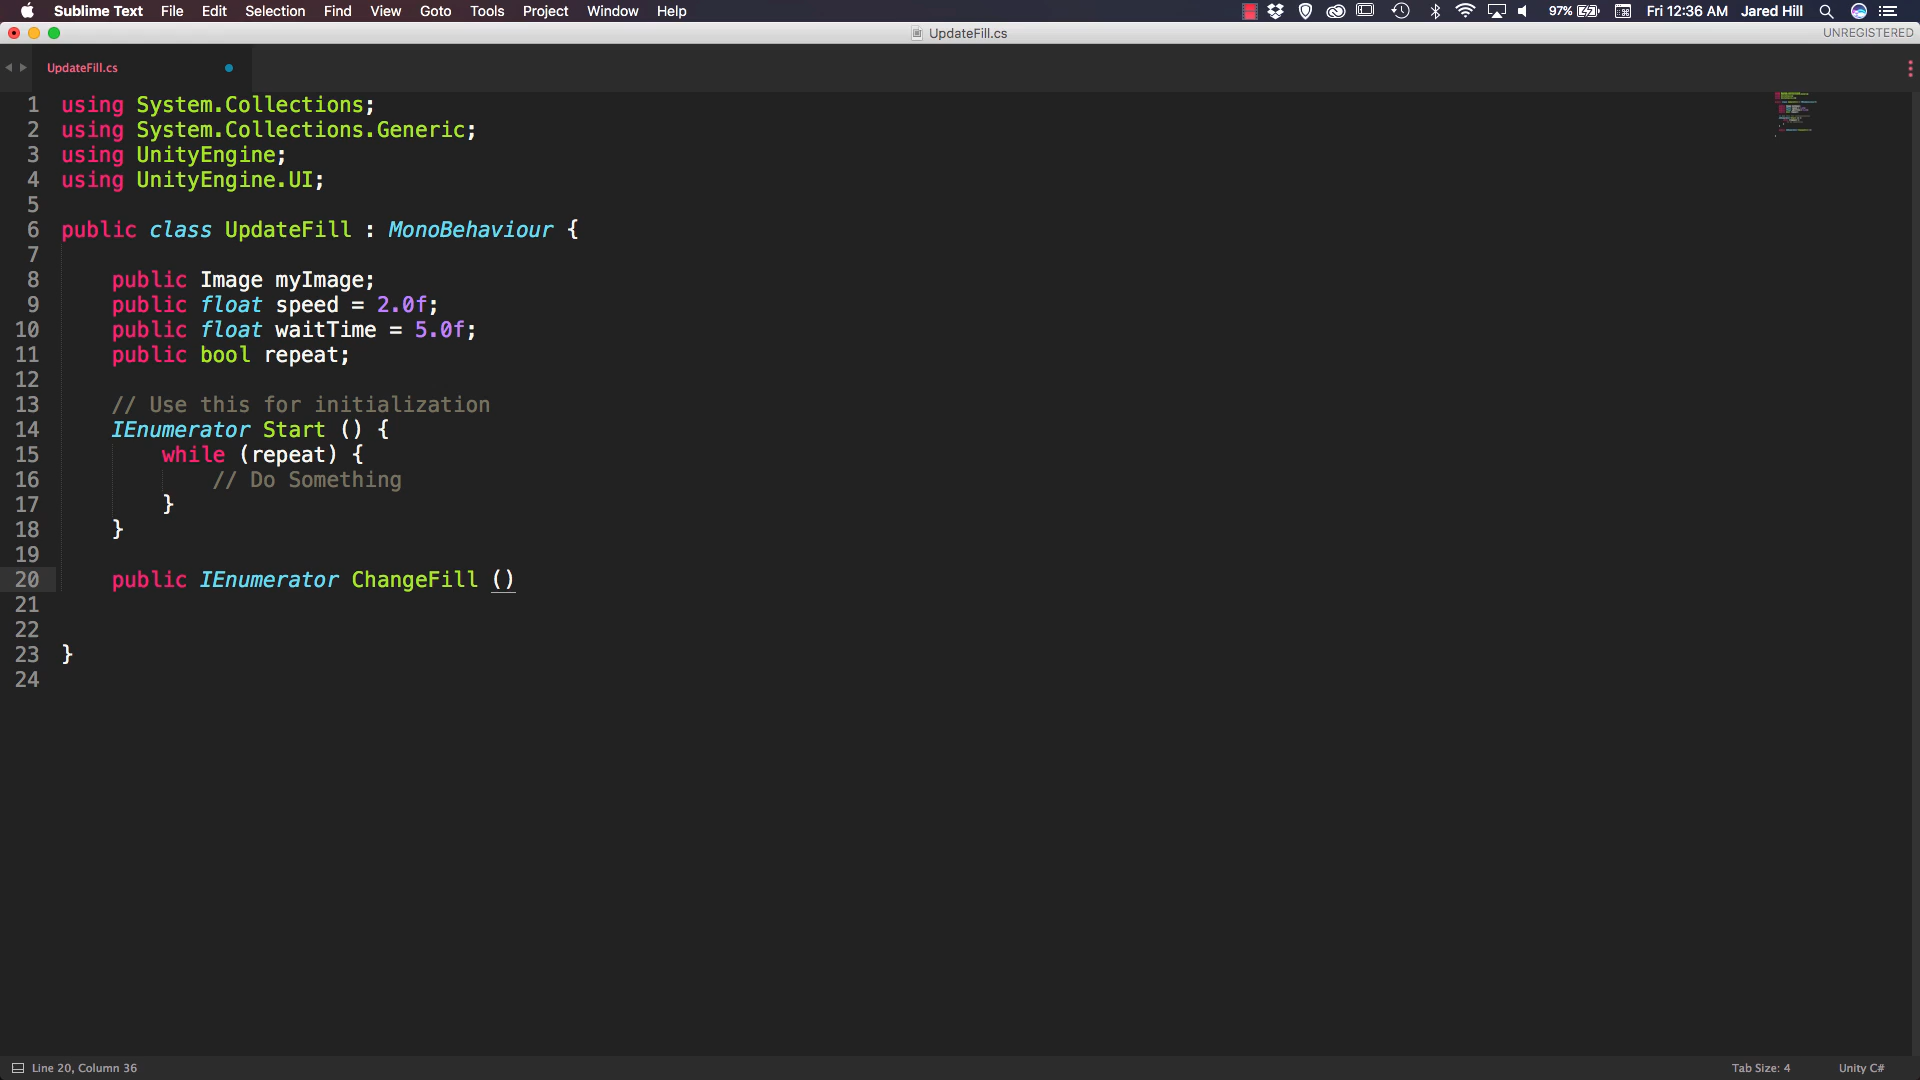 Sublime Text File Edit Selection Find View Goto Tools Project Window Help 97% Fri 12:36 AM Jared Hill
UpdateFill.cs UNREGISTERED
UpdateFill.cs
1 using System.Collections;
2 using System.Collections.Generic;
3 using UnityEngine;
4 using UnityEngine.UI;
5
6 public class UpdateFill : MonoBehaviour {
7
8 public Image myImage;
9 public float speed = 2.0f;
10 public float waitTime = 5.0f;
11 public bool repeat;
12
13 // Use this for initialization
14 IEnumerator Start () {
15 while (repeat) {
16 // Do Something
17 }
18 }
19
20 public IEnumerator ChangeFill ()
21
22
23 }
24
Line 20, Column 36 Tab Size: 4 Unity C#